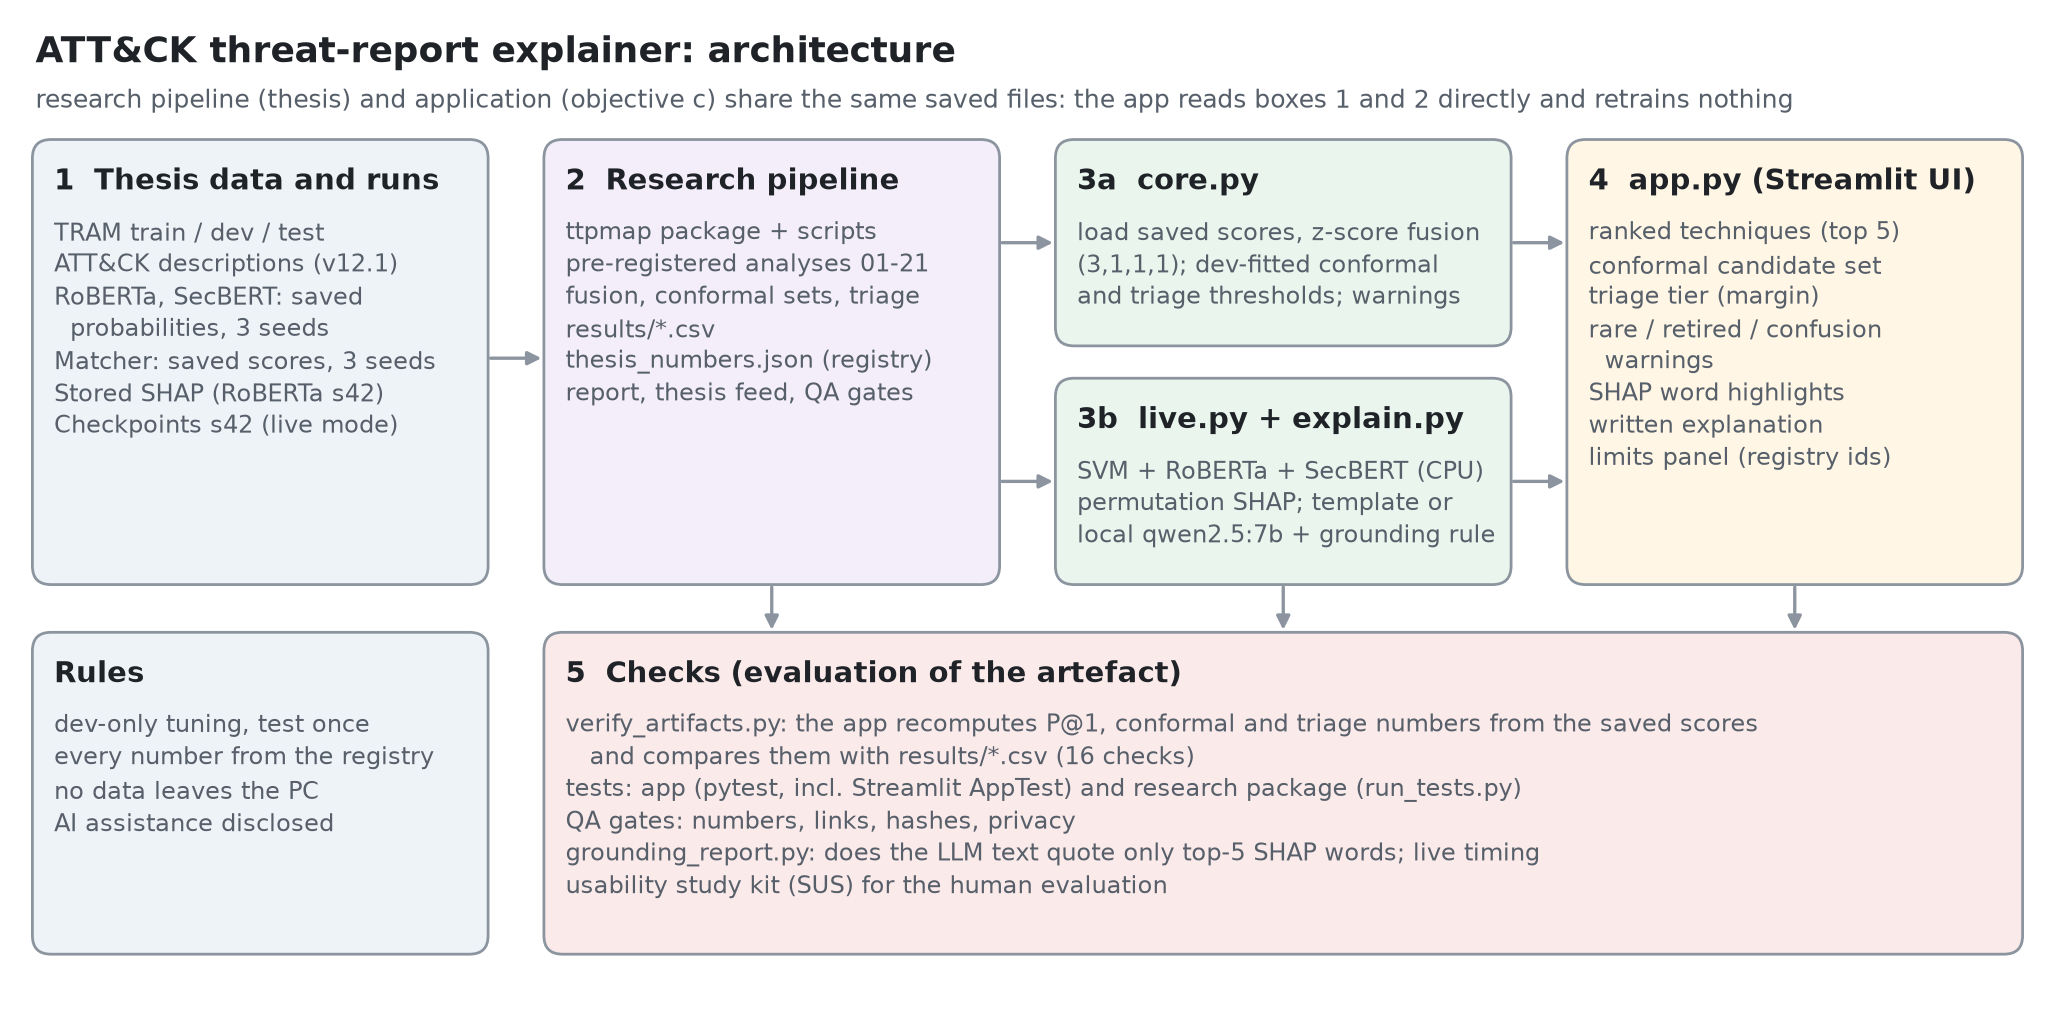 ATT&CK threat-report explainer: architecture
research pipeline (thesis) and application (objective c) share the same saved files: the app reads boxes 1 and 2 directly and retrains nothing
1 Thesis data and runs
TRAM train / dev / test
ATT&CK descriptions (v12.1)
RoBERTa, SecBERT: saved
probabilities, 3 seeds
Matcher: saved scores, 3 seeds
Stored SHAP (RoBERTa s42)
Checkpoints s42 (live mode)
2 Research pipeline
ttpmap package + scripts
pre-registered analyses 01-21
fusion, conformal sets, triage
results/*.csv
thesis_numbers.json (registry)
report, thesis feed, QA gates
3a core.py
load saved scores, z-score fusion
(3,1,1,1); dev-fitted conformal
and triage thresholds; warnings
3b live.py + explain.py
SVM + RoBERTa + SecBERT (CPU)
permutation SHAP; template or
local qwen2.5:7b + grounding rule
4 app.py (Streamlit UI)
ranked techniques (top 5)
conformal candidate set
triage tier (margin)
rare / retired / confusion
warnings
SHAP word highlights
written explanation
limits panel (registry ids)
Rules
dev-only tuning, test once
every number from the registry
no data leaves the PC
AI assistance disclosed
5 Checks (evaluation of the artefact)
verify_artifacts.py: the app recomputes P@1, conformal and triage numbers from the saved scores
and compares them with results/*.csv (16 checks)
tests: app (pytest, incl. Streamlit AppTest) and research package (run_tests.py)
QA gates: numbers, links, hashes, privacy
grounding_report.py: does the LLM text quote only top-5 SHAP words; live timing
usability study kit (SUS) for the human evaluation